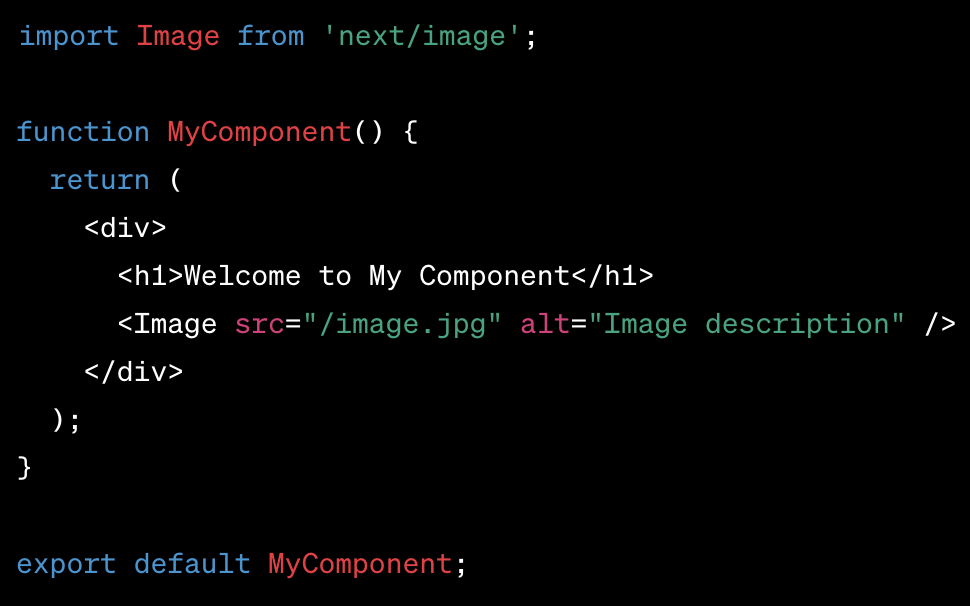 import Image from 'next/image';
function MyComponent() {
  return (
    <div>
      <h1>Welcome to My Component</h1>
      <Image src="/image.jpg" alt="Image description" />
    </div>
  );
}
export default MyComponent;